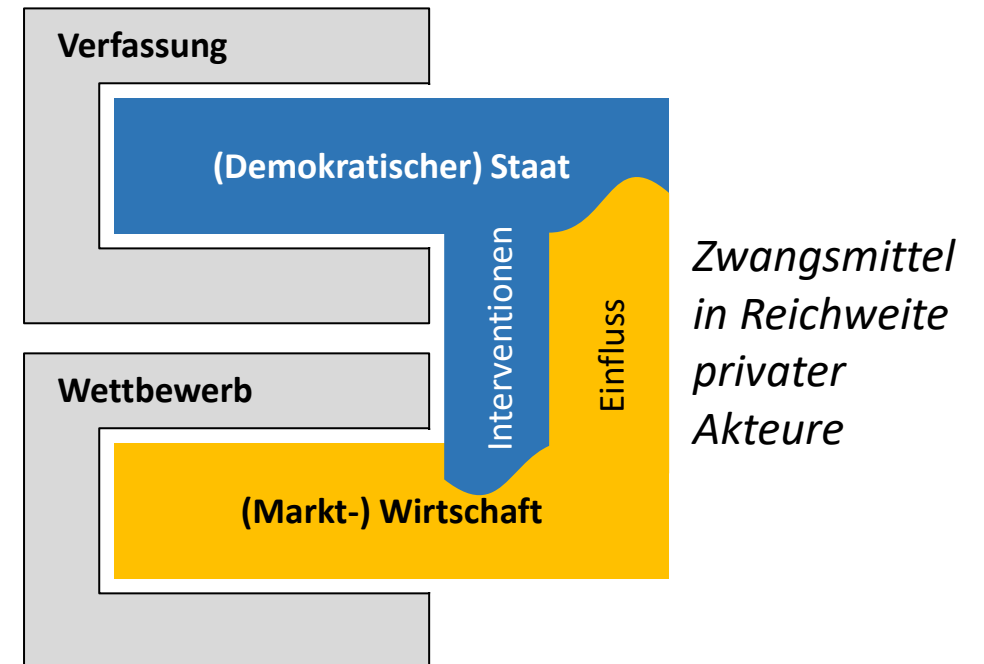 Verfassung
(Demokratischer) Staat
Interventionen
Einfluss
Zwangsmittel
in Reichweite
privater
Akteure
Wettbewerb
(Markt-) Wirtschaft